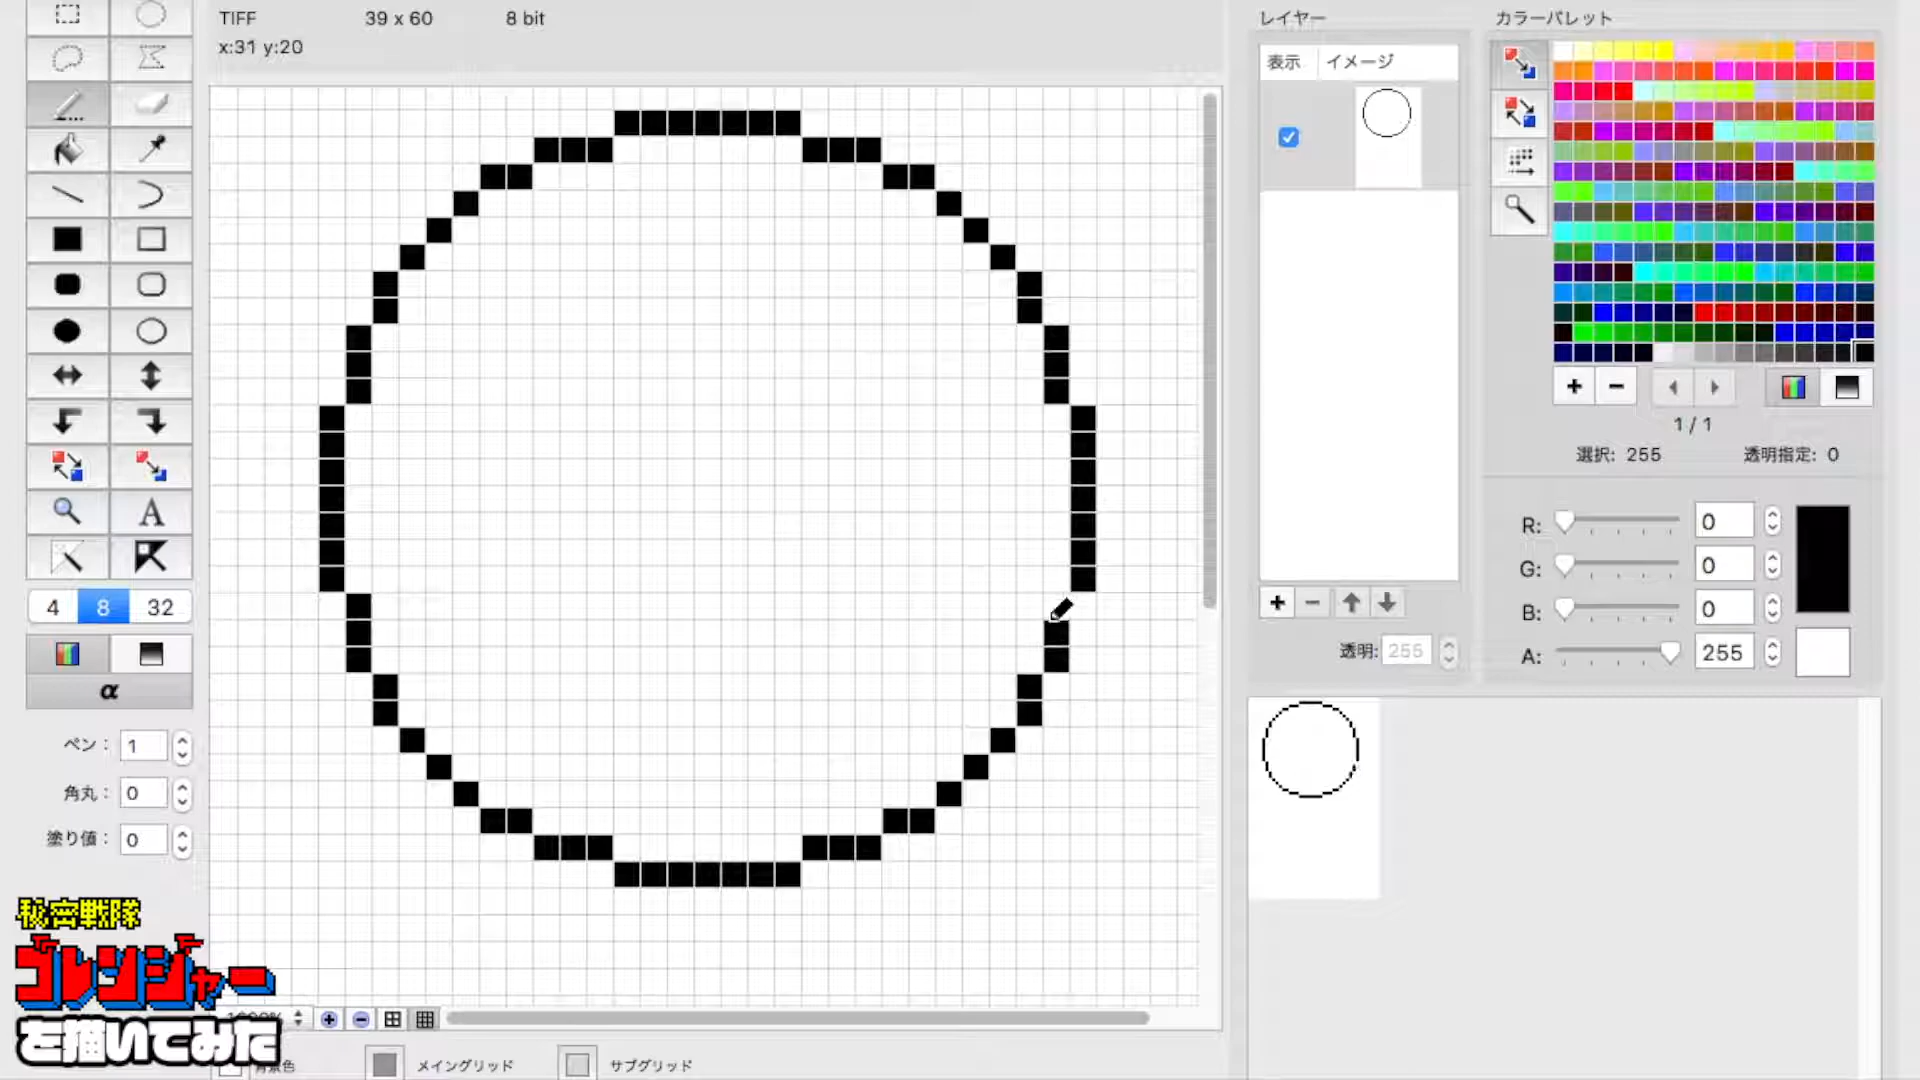 TIFF 39 x 60 8 bit
x:31 y:20
レイヤー
表示 イメージ
カラーパレット
1 / 1
選択: 255 透明指定: 0
R: 0
G: 0
B: 0
A: 255
透明: 255
A
4 8 32
α
ペン: 1
角丸: 0
塗り値: 0
秘密戦隊
ゴレンジャー
を描いてみた
背景色 メイングリッド サブグリッド